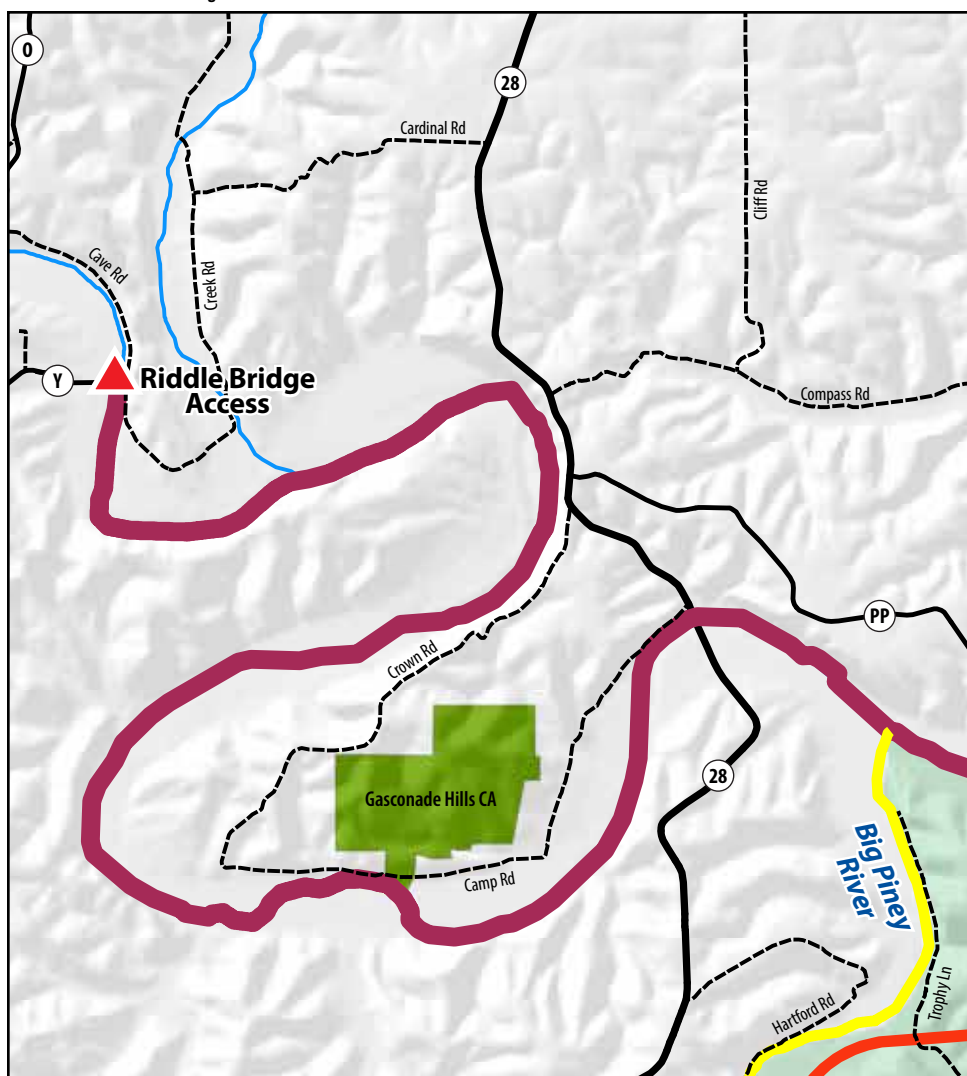 O
28
Cardinal Rd
Cliff Rd
Cave Rd
Creek Rd
Y
Riddle Bridge
Access
Compass Rd
PP
Crown Rd
28
Gasconade Hills CA
Camp Rd
Big Piney
River
Hartford Rd
Trophy Ln